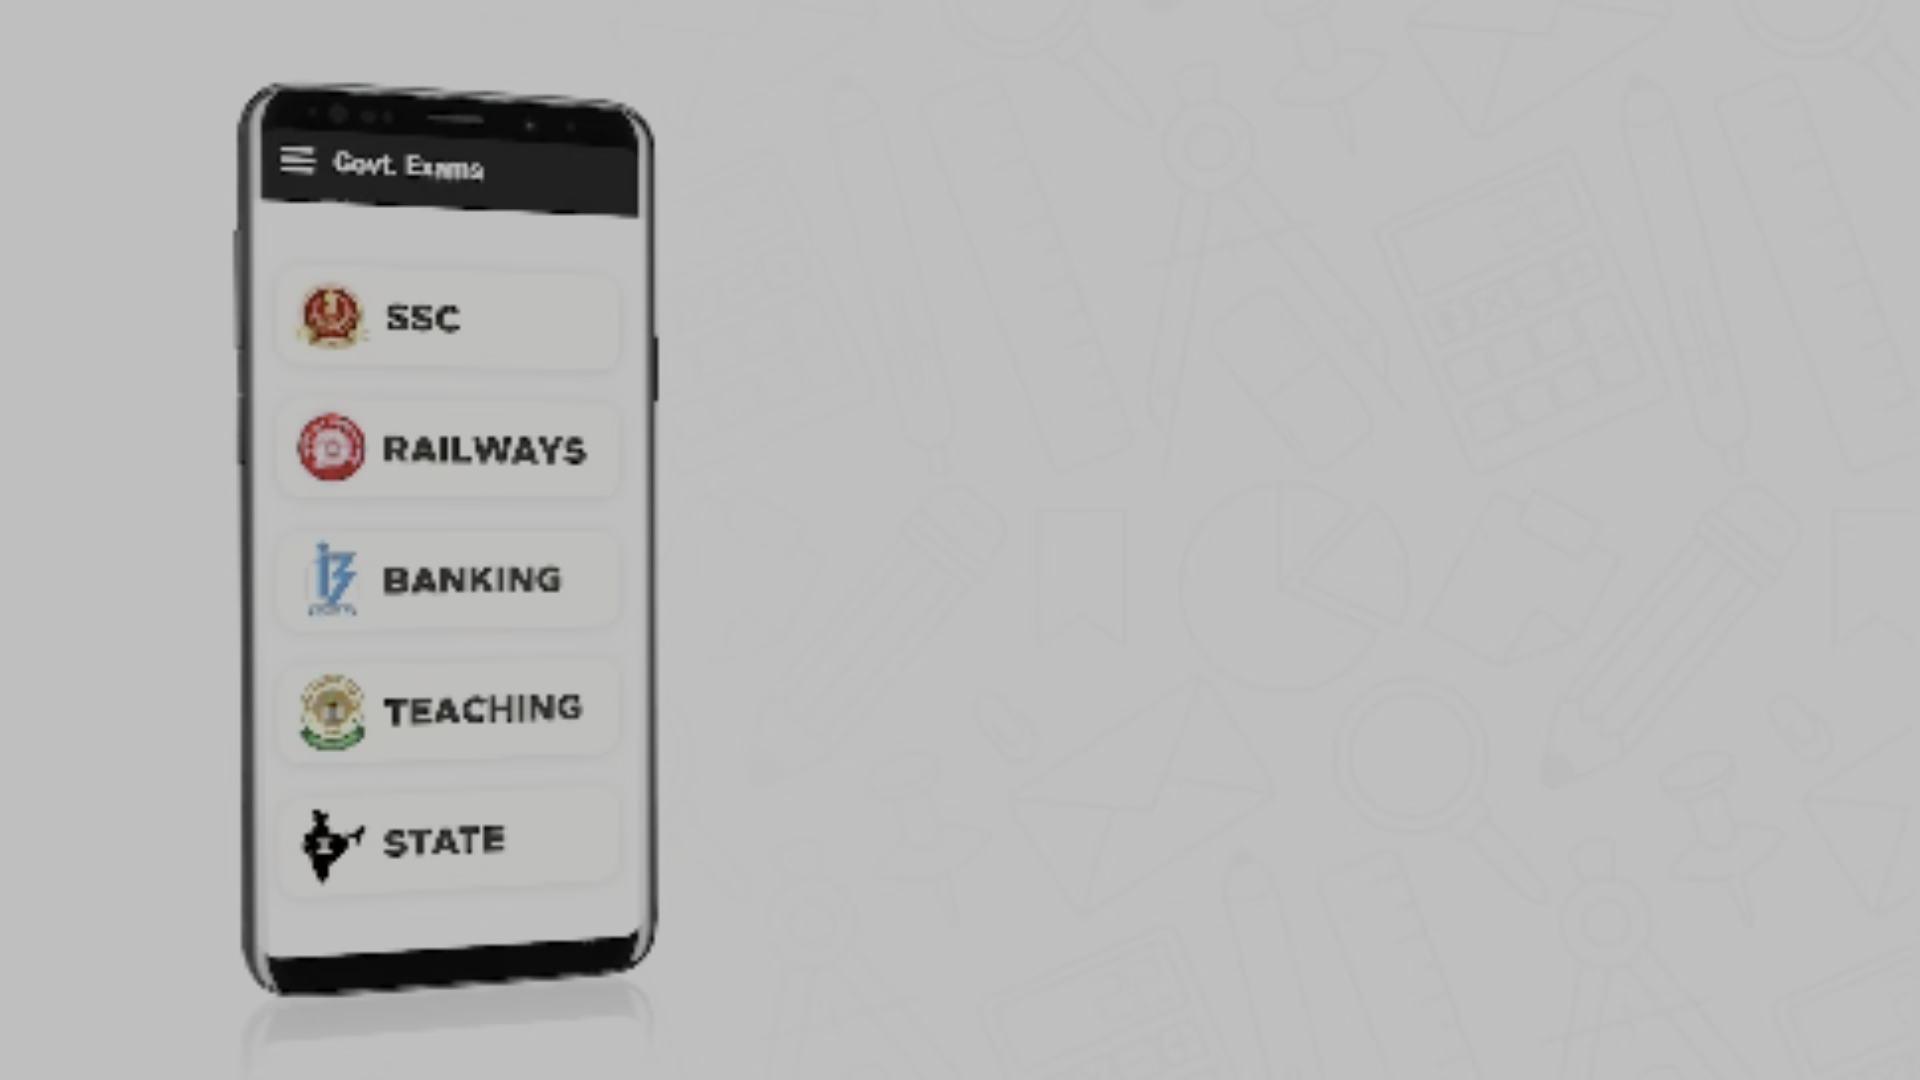 Govt. Exams
SSC
RAILWAYS
BANKING
TEACHING
STATE